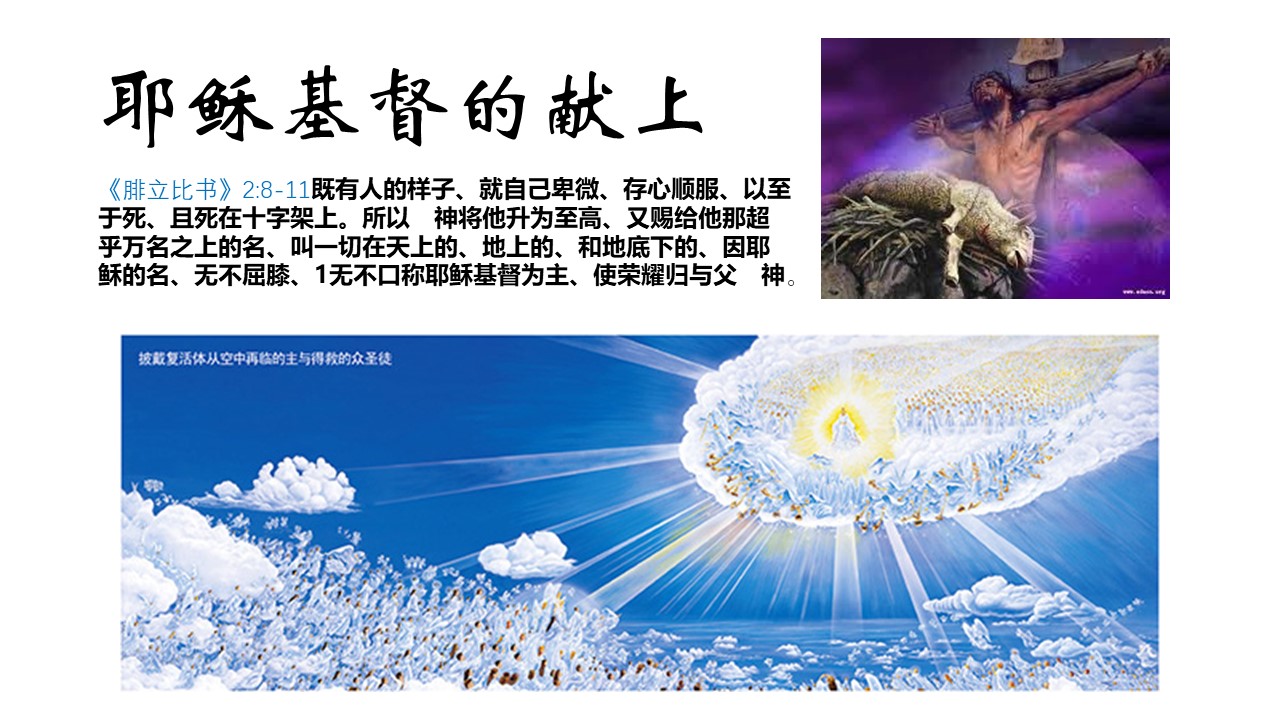 耶稣基督的献上
《腓立比书》2:8-11既有人的样子、就自己卑微、存心顺服、以至
于死、且死在十字架上。所以　神将他升为至高、又赐给他那超
乎万名之上的名、叫一切在天上的、地上的、和地底下的、因耶
稣的名、无不屈膝、1无不口称耶稣基督为主、使荣耀归与父　神。
www.edzx.org
披戴复活体从空中再临的主与得救的众圣徒